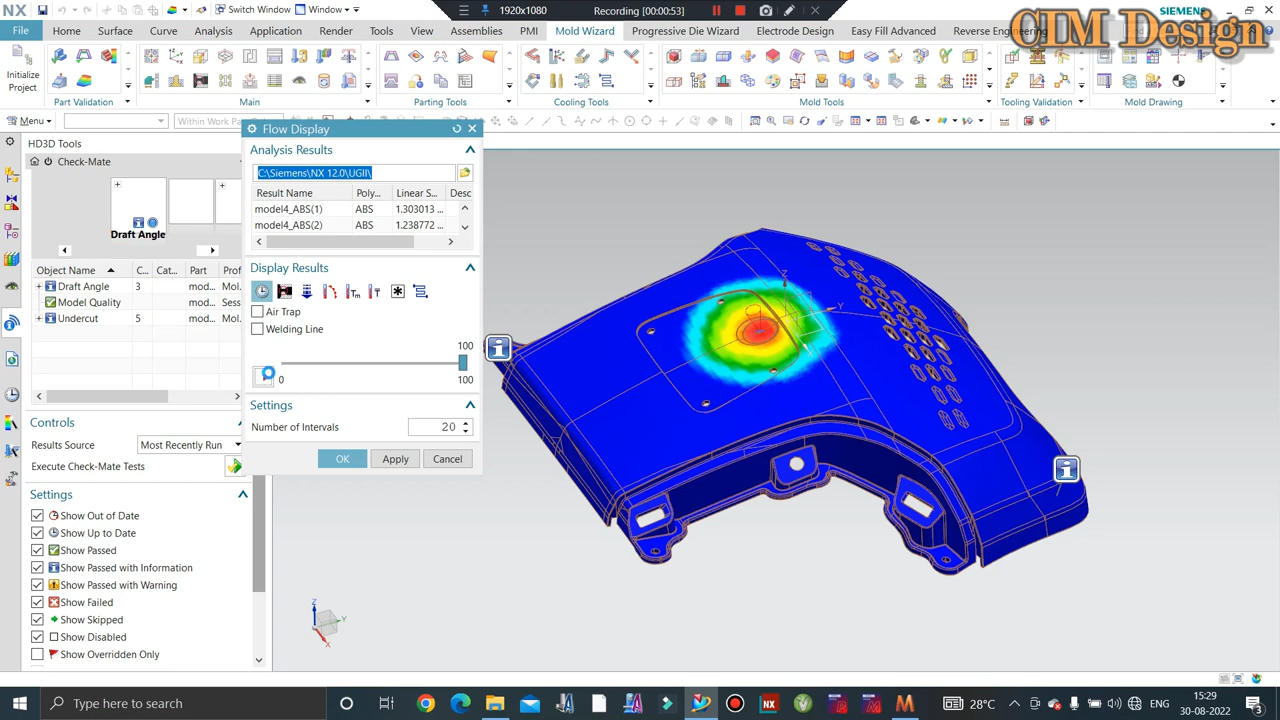 NX
Switch Window
Window
1920x1080
Recording [00:00:53]
SIEMENS
CIM Design
File
Home
Surface
Curve
Analysis
Application
Render
Tools
View
Assemblies
PMI
Mold Wizard
Progressive Die Wizard
Electrode Design
Easy Fill Advanced
Reverse Engineering
Initialize
Project
Part Validation
Main
Parting Tools
Cooling Tools
Mold Tools
Tooling Validation
Mold Drawing
Menu
Within Work Part
HD3D Tools
Check-Mate
Draft Angle
Object Name
C...
Cat...
Part
Draft Angle
3
mod...
Mol...
Model Quality
mod...
Sess
Undercut
5
mod...
Mol...
Controls
Results Source
Most Recently Run
Execute Check-Mate Tests
Settings
Show Out of Date
Show Up to Date
Show Passed
Show Passed with Information
Show Passed with Warning
Show Failed
Show Skipped
Show Disabled
Show Overridden Only
Flow Display
Analysis Results
C:\Siemens\NX 12.0\UGII\
Result Name
Poly...
Linear S...
Desc
model4_ABS(1)
ABS
1.303013 ...
model4_ABS(2)
ABS
1.238772 ...
Display Results
Air Trap
Welding Line
100
0
100
Settings
Number of Intervals
20
OK
Apply
Cancel
Z
Y
Z
Y
X
Type here to search
28°C
ENG
15:29
30-08-2022